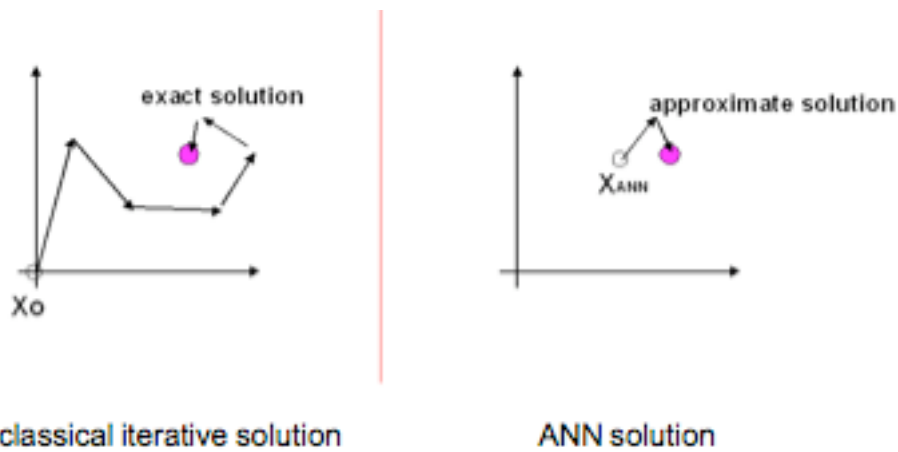 exact solution
Xo
classical iterative solution
approximate solution
XANN
ANN solution